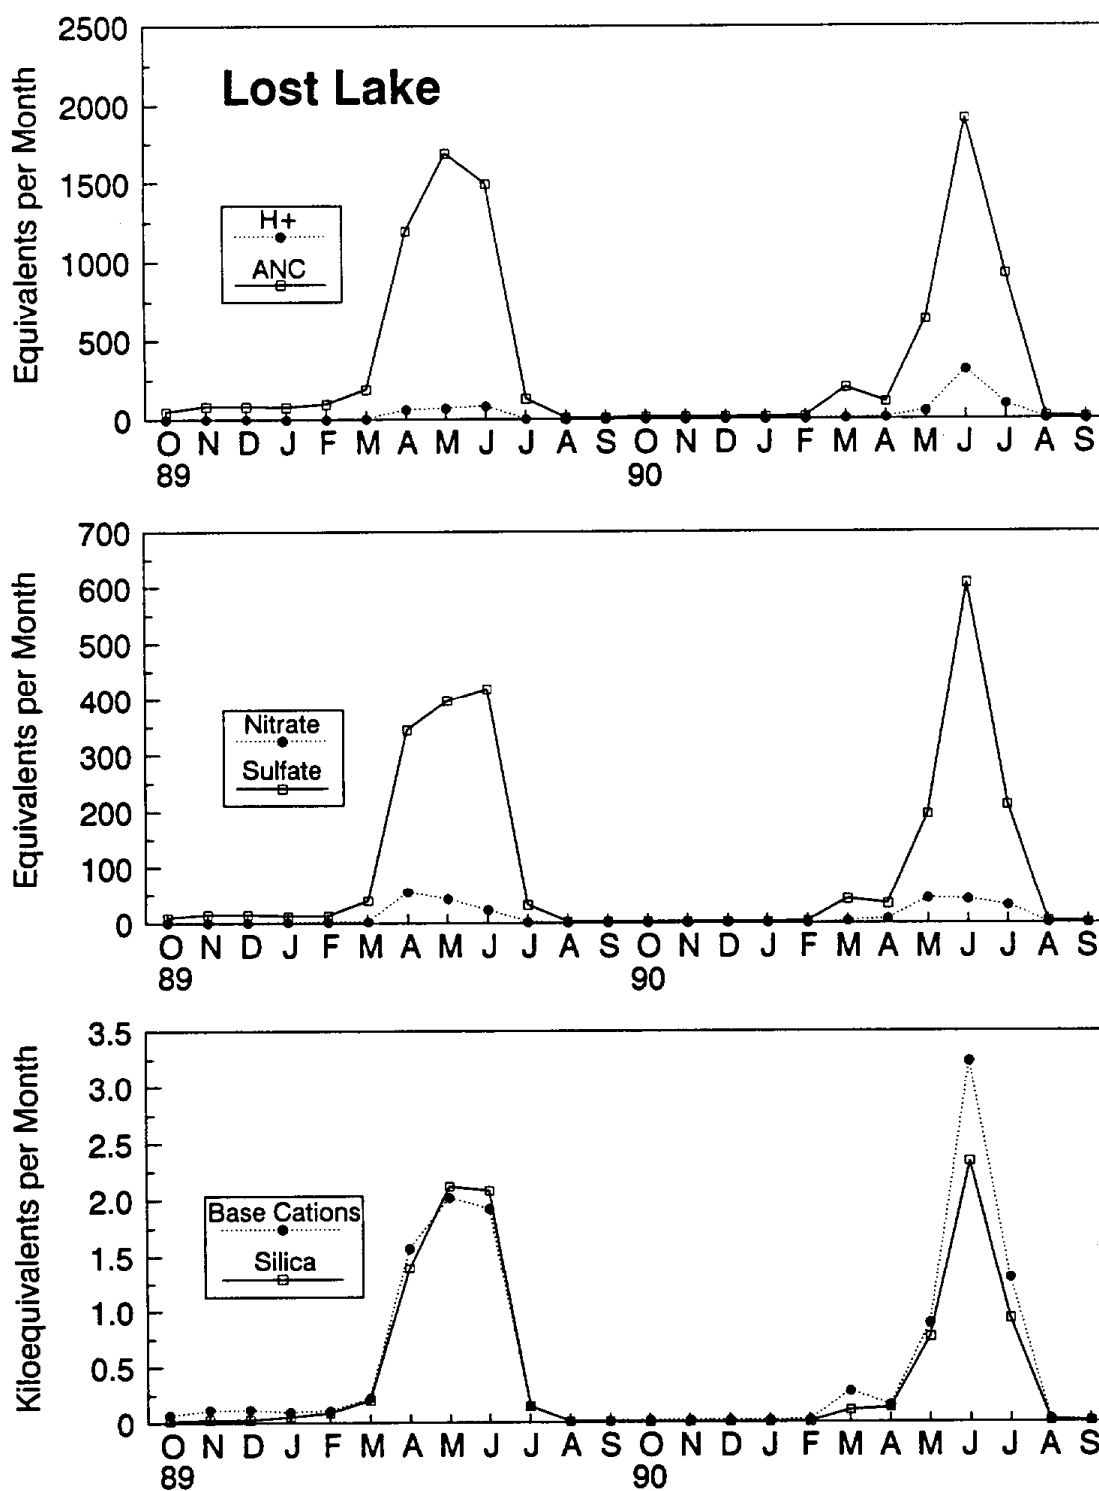 Lost Lake
Equivalents per Month
2500
2000
1500
1000
500
0
H+
ANC
O N D J F M A M J J A S O N D J F M A M J J A S
89 90
Equivalents per Month
700
600
500
400
300
200
100
0
Nitrate
Sulfate
O N D J F M A M J J A S O N D J F M A M J J A S
89 90
Kiloequivalents per Month
3.5
3.0
2.5
2.0
1.5
1.0
0.5
0
Base Cations
Silica
O N D J F M A M J J A S O N D J F M A M J J A S
89 90